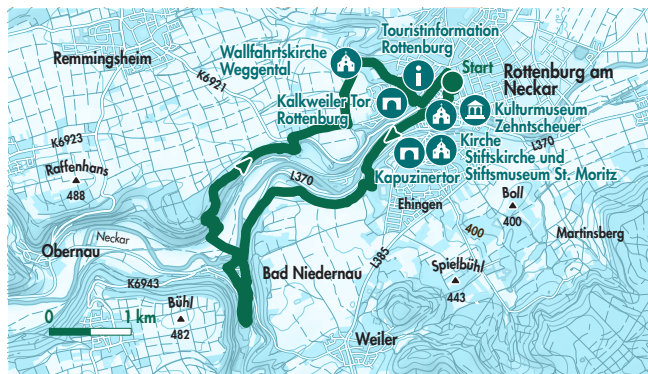 Touristinformation
Rottenburg
Wallfahrtskirche
Weggental
Remmingsheim
Start
Rottenburg am
Neckar
K6921
Kalkweiler Tor
Rottenburg
Kulturmuseum
Zehntscheuer
K6923
L370
Kirche
Stiftskirche und
Stiftsmuseum St. Moritz
Raffenhans
488
L370
Kapuzinertor
Ehingen
Boll
400
Neckar
400
Martinsberg
Obernau
L385
Bad Niedernau
Spielbühl
443
K6943
Bühl
482
0
1 km
Weiler